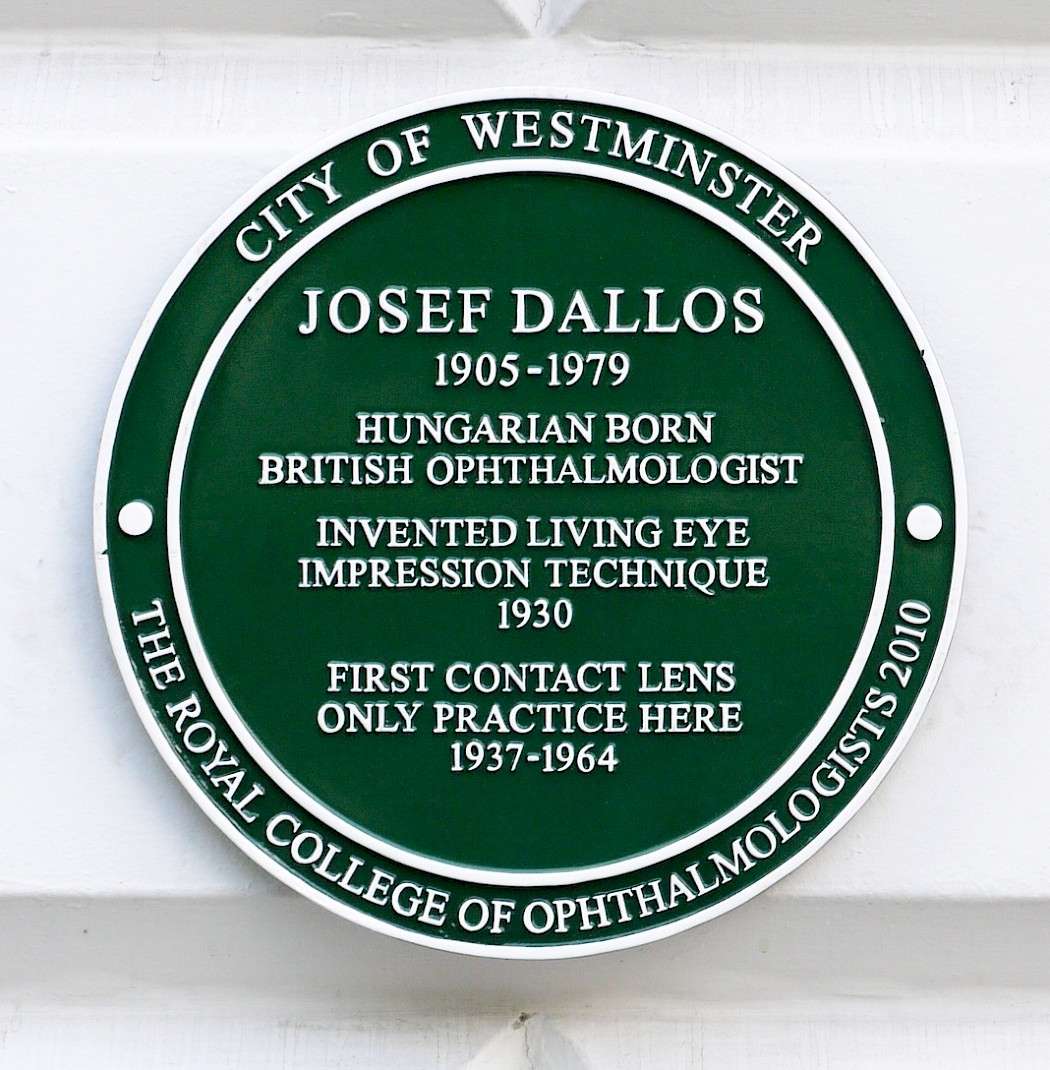 CITY OF WESTMINSTER
JOSEF DALLOS
1905-1979
HUNGARIAN BORN
BRITISH OPHTHALMOLOGIST
INVENTED LIVING EYE
IMPRESSION TECHNIQUE
1930
FIRST CONTACT LENS
ONLY PRACTICE HERE
1937-1964
THE ROYAL COLLEGE OF OPHTHALMOLOGISTS 2010